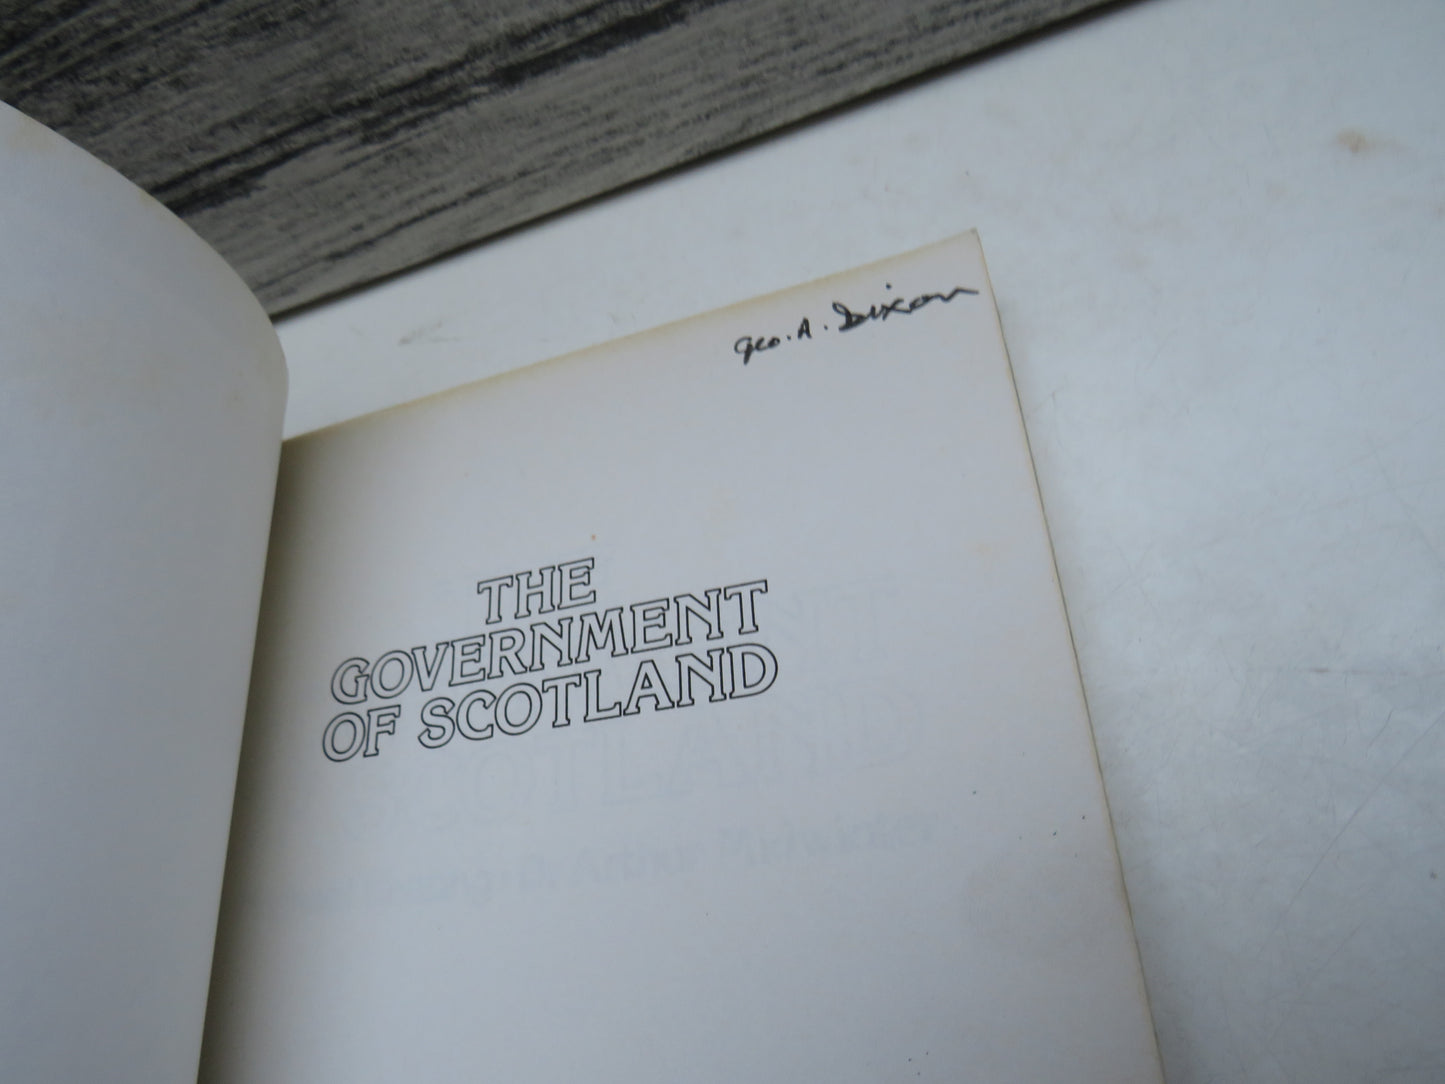 Geo. A. Dixon
THE
GOVERNMENT
OF SCOTLAND